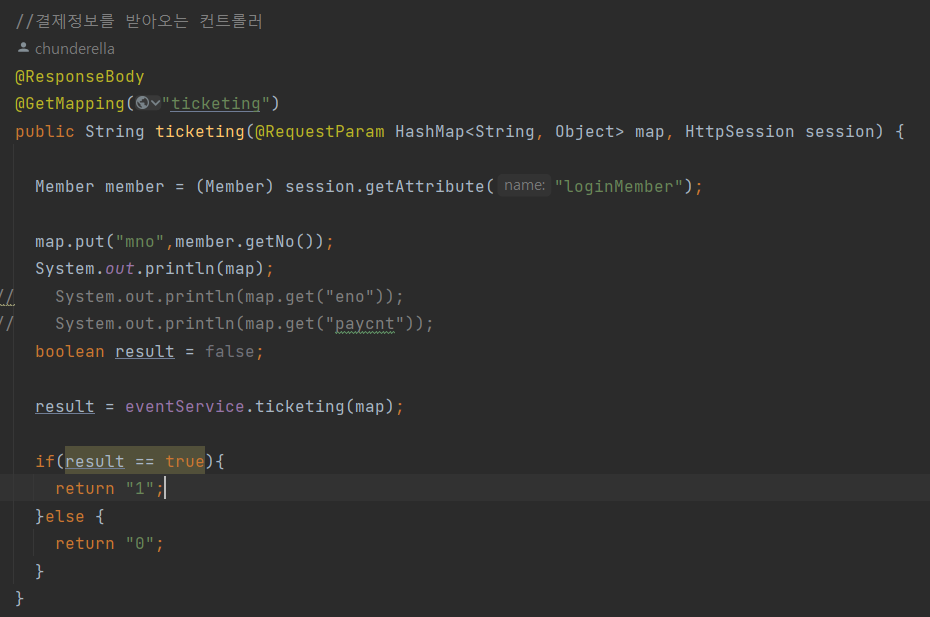 //결제정보를 받아오는 컨트롤러
chunderella
@ResponseBody
@GetMapping("ticketing")
public String ticketing(@RequestParam HashMap<String, Object> map, HttpSession session) {
Member member = (Member) session.getAttribute( name: "loginMember");
map.put("mno",member.getNo());
System.out.println(map);
// System.out.println(map.get("eno"));
// System.out.println(map.get("paycnt"));
boolean result = false;
result = eventService.ticketing(map);
if(result == true){
return "1";
}else {
return "0";
}
}